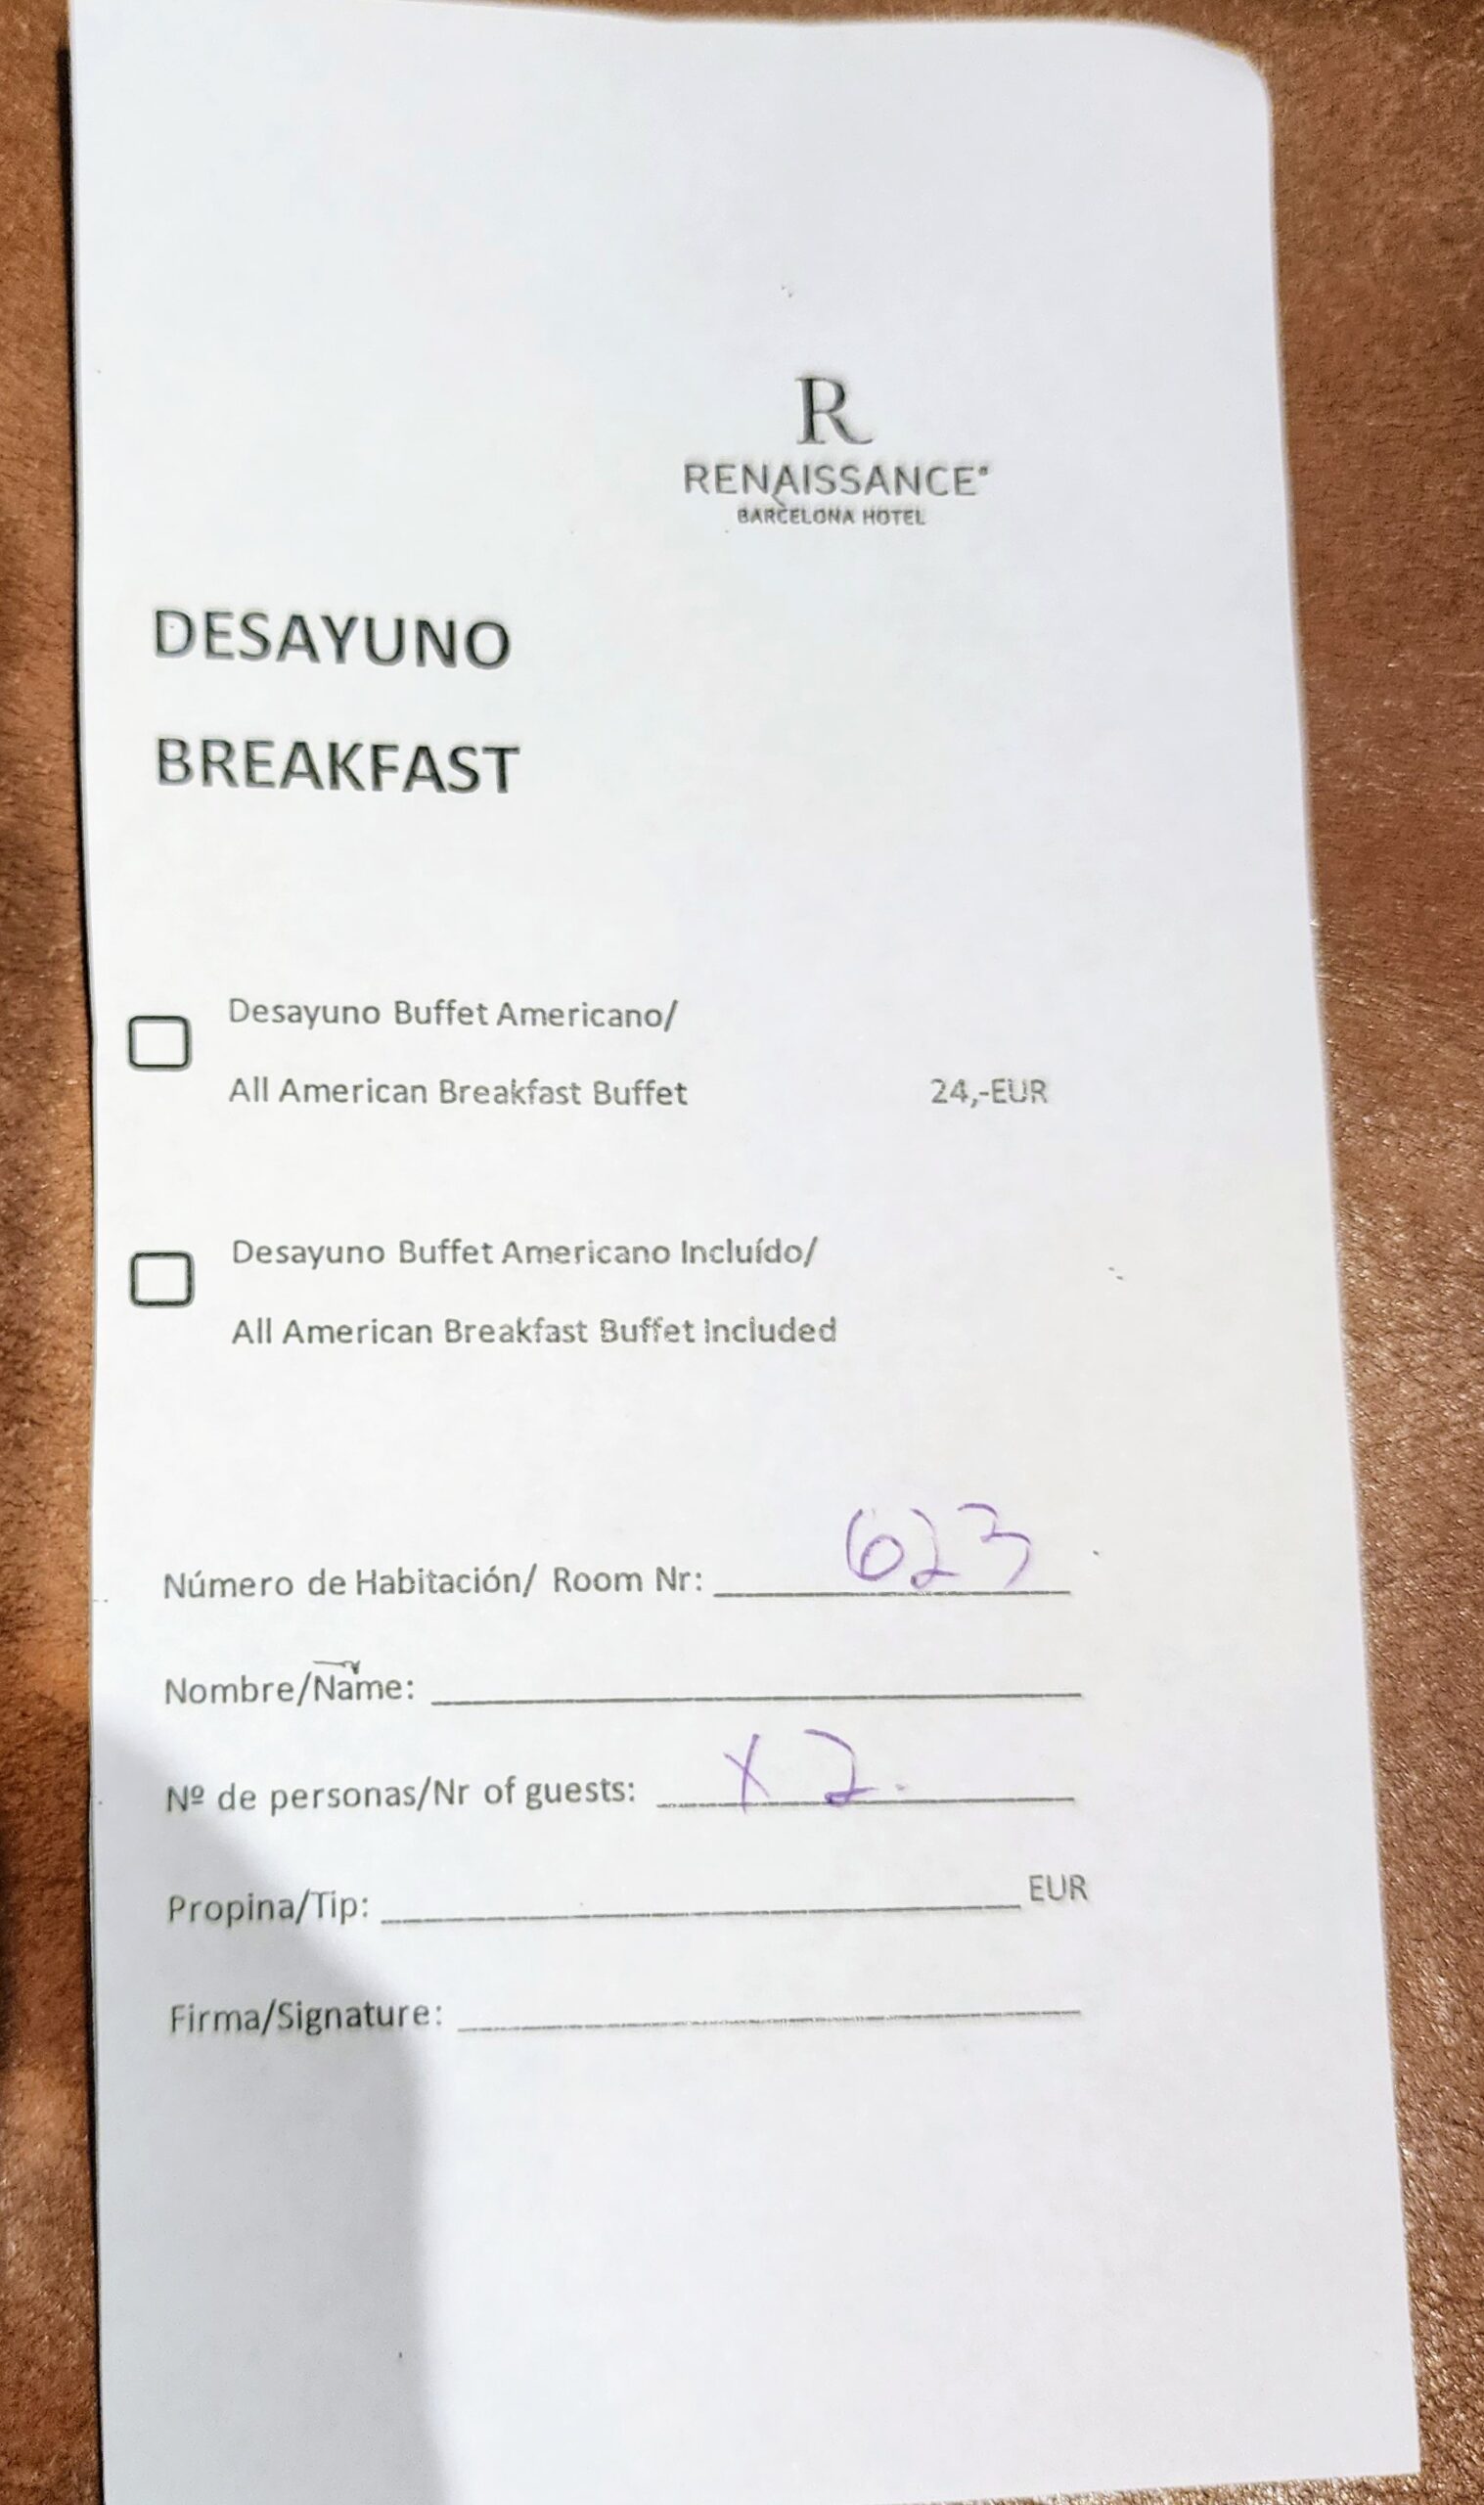 R
RENAISSANCE®
BARCELONA HOTEL
DESAYUNO
BREAKFAST
Desayuno Buffet Americano/
All American Breakfast Buffet 24,-EUR
Desayuno Buffet Americano Incluído/
All American Breakfast Buffet Included
Número de Habitación/ Room Nr: 623
Nombre/Name:
Nº de personas/Nr of guests: x 2.
Propina/Tip: EUR
Firma/Signature: